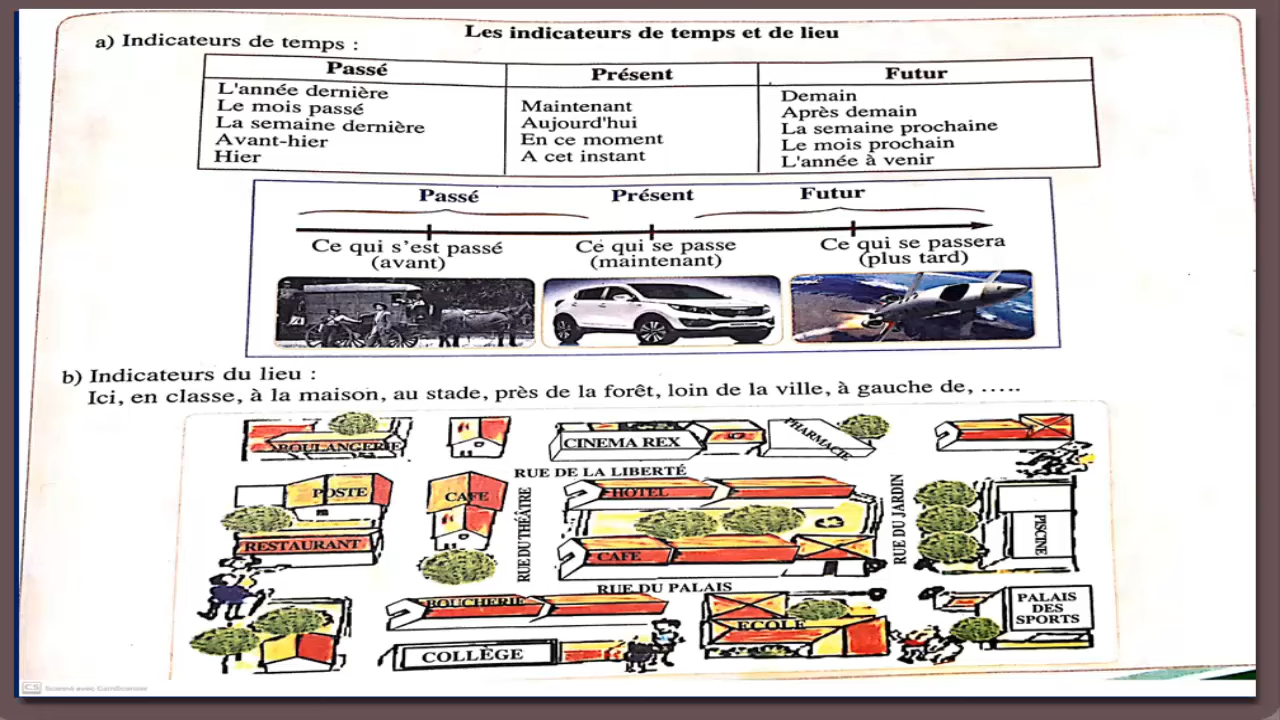 Les indicateurs de temps et de lieu
a) Indicateurs de temps :
Passé Présent Futur
L'année dernière
Le mois passé
La semaine dernière
Avant-hier
Hier
Maintenant
Aujourd'hui
En ce moment
A cet instant
Demain
Après demain
La semaine prochaine
Le mois prochain
L'année à venir
Passé Présent Futur
Ce qui s'est passé
(avant)
Ce qui se passe
(maintenant)
Ce qui se passera
(plus tard)
b) Indicateurs du lieu :
Ici, en classe, à la maison, au stade, près de la forêt, loin de la ville, à gauche de, .....
BOULANGERIE
CINEMA REX
PHARMACIE
RUE DE LA LIBERTÉ
POSTE
CAFE
RUE DU THÉÂTRE
HOTEL
RUE DU JARDIN
PISCINE
RESTAURANT
CAFE
RUE DU PALAIS
BOUCHERIE
ECOLE
PALAIS
DES
SPORTS
COLLÈGE
CS Scanné avec CamScanner